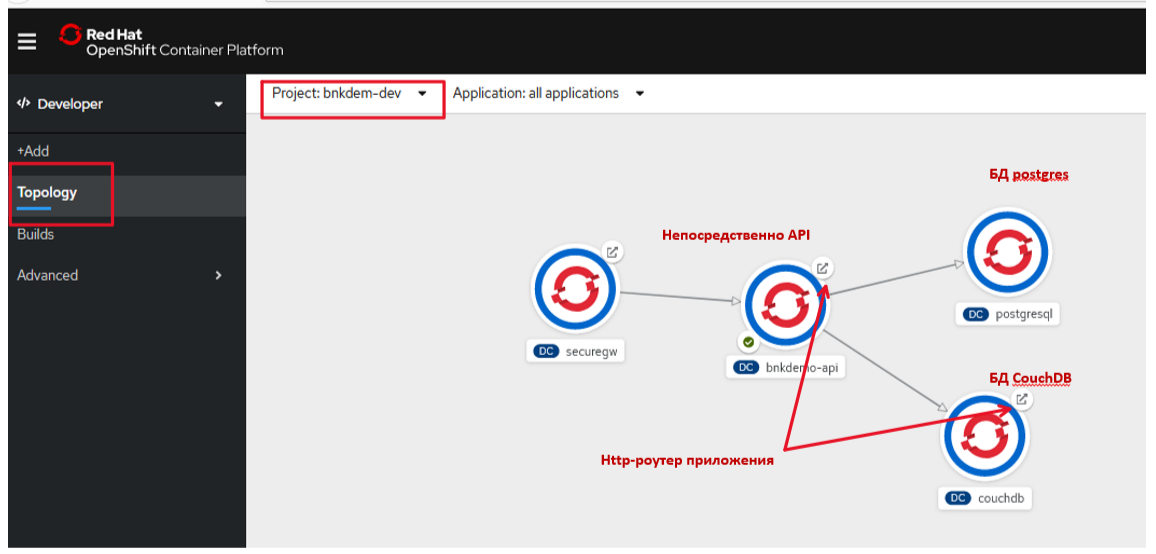 Red Hat
OpenShift Container Platform
</> Developer
Project: bnkdem-dev
Application: all applications
+Add
Topology
Builds
Advanced
БД postgres
Непосредственно API
DC postgresql
DC securegw
DC bnkdemo-api
БД CouchDB
Http-роутер приложения
DC couchdb